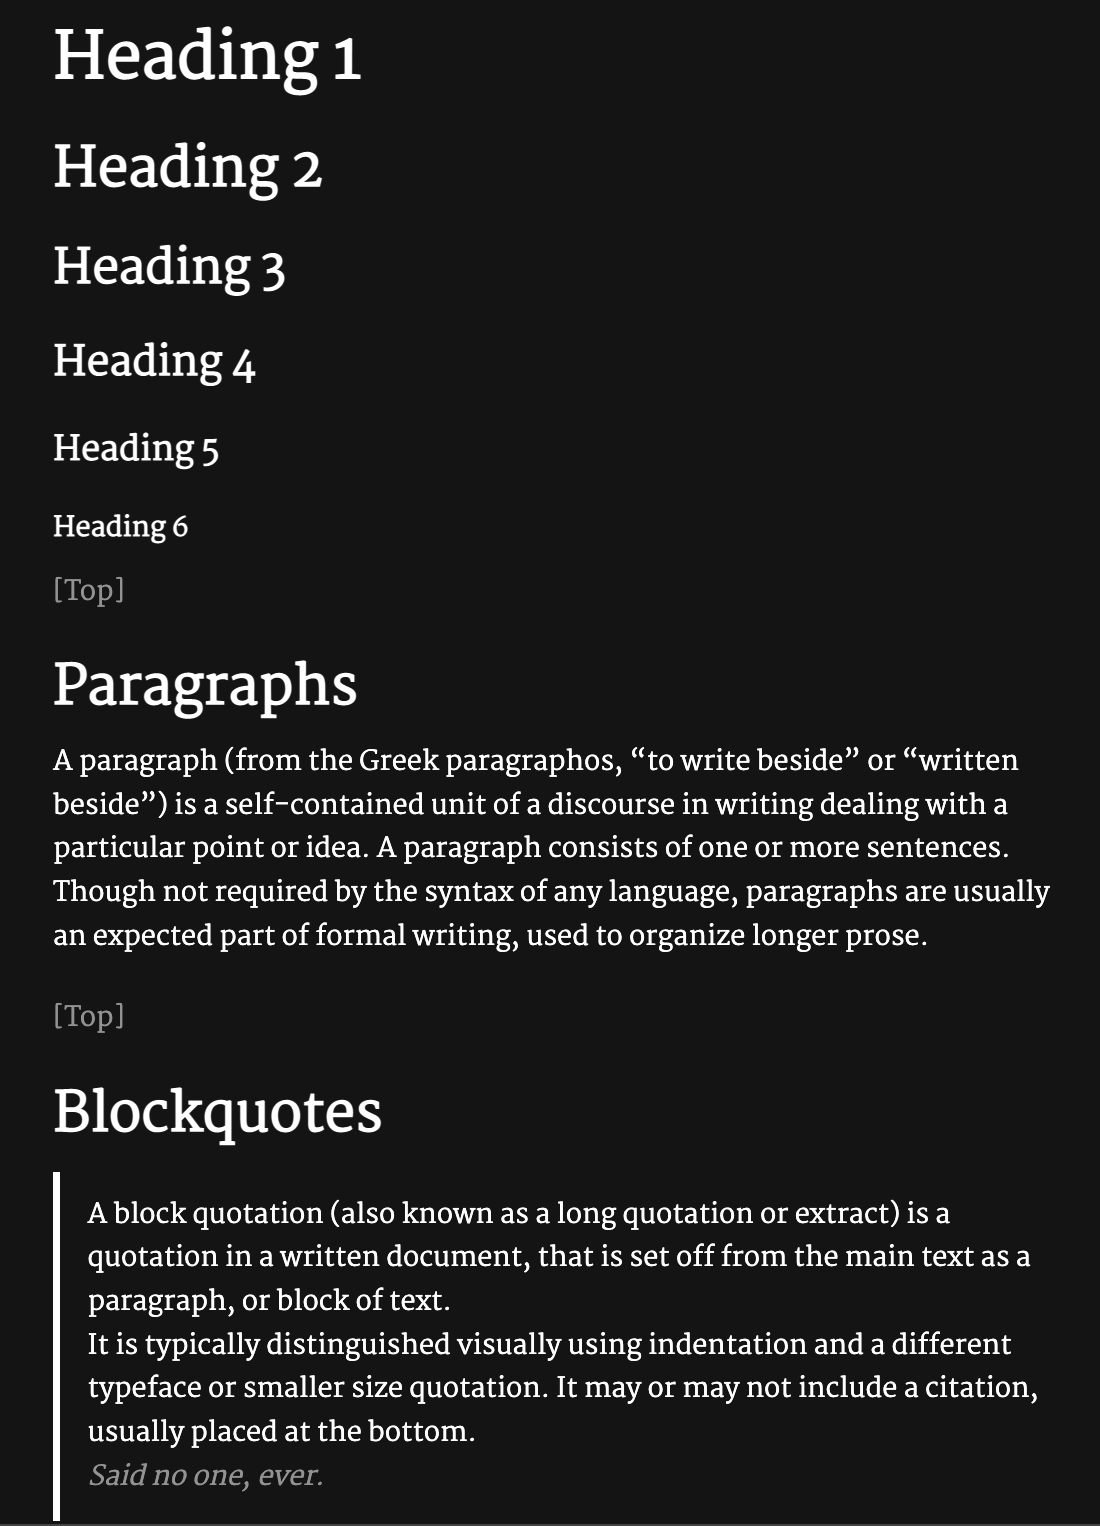 Heading 1
Heading 2
Heading 3
Heading 4
Heading 5
Heading 6
[Top]
Paragraphs
A paragraph (from the Greek paragraphos, “to write beside” or “written
beside”) is a self-contained unit of a discourse in writing dealing with a
particular point or idea. A paragraph consists of one or more sentences.
Though not required by the syntax of any language, paragraphs are usually
an expected part of formal writing, used to organize longer prose.
[Top]
Blockquotes
A block quotation (also known as a long quotation or extract) is a
quotation in a written document, that is set off from the main text as a
paragraph, or block of text.
It is typically distinguished visually using indentation and a different
typeface or smaller size quotation. It may or may not include a citation,
usually placed at the bottom.
Said no one, ever.